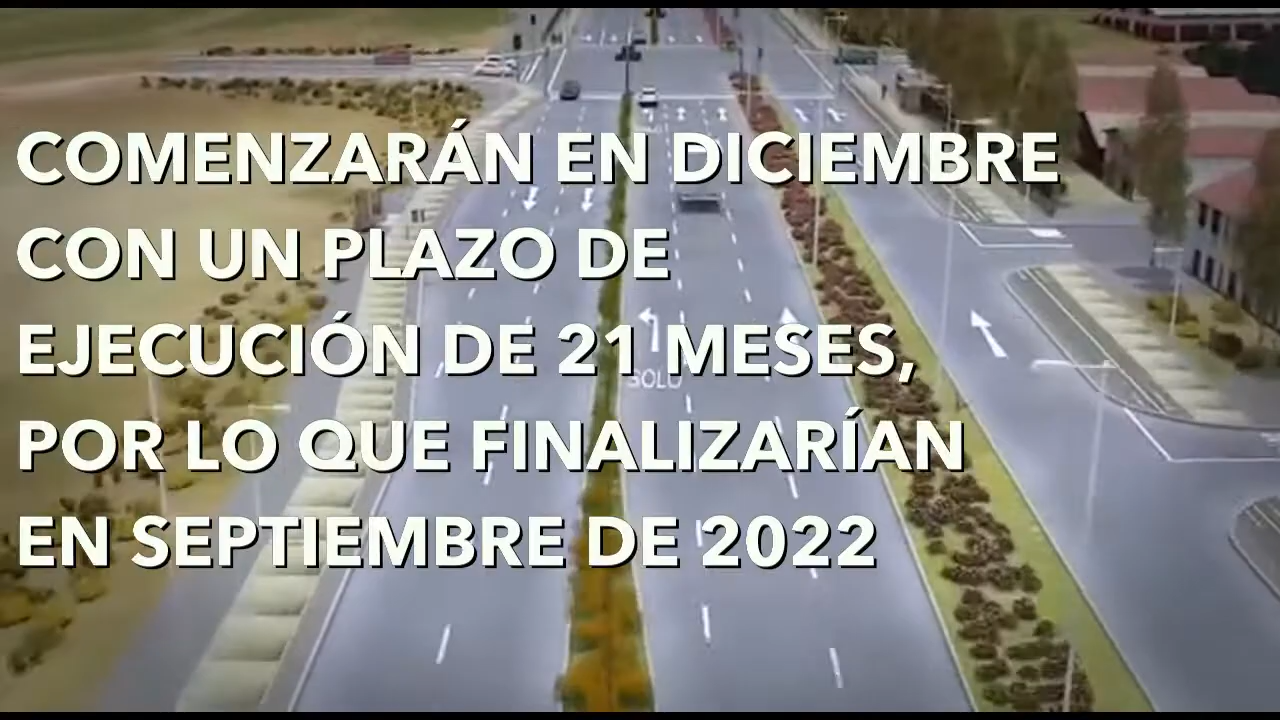 COMENZARÁN EN DICIEMBRE
CON UN PLAZO DE
EJECUCIÓN DE 21 MESES,
POR LO QUE FINALIZARÍAN
EN SEPTIEMBRE DE 2022
SOLO